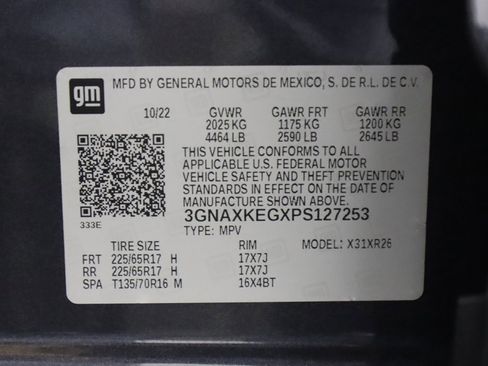 gm
MFD BY GENERAL MOTORS DE MEXICO, S. DE R.L. DE C.V.
10/22 GVWR GAWR FRT GAWR RR
2025 KG 1175 KG 1200 KG
4464 LB 2590 LB 2645 LB
THIS VEHICLE CONFORMS TO ALL
APPLICABLE U.S. FEDERAL MOTOR
VEHICLE SAFETY AND THEFT PREVENTION
STANDARDS IN EFFECT ON THE DATE OF
MANUFACTURE SHOWN ABOVE.
333E
3GNAXKEGXPS127253
TYPE: MPV
TIRE SIZE RIM MODEL: X31XR26
FRT 225/65R17 H 17X7J
RR 225/65R17 H 17X7J
SPA T135/70R16 M 16X4BT